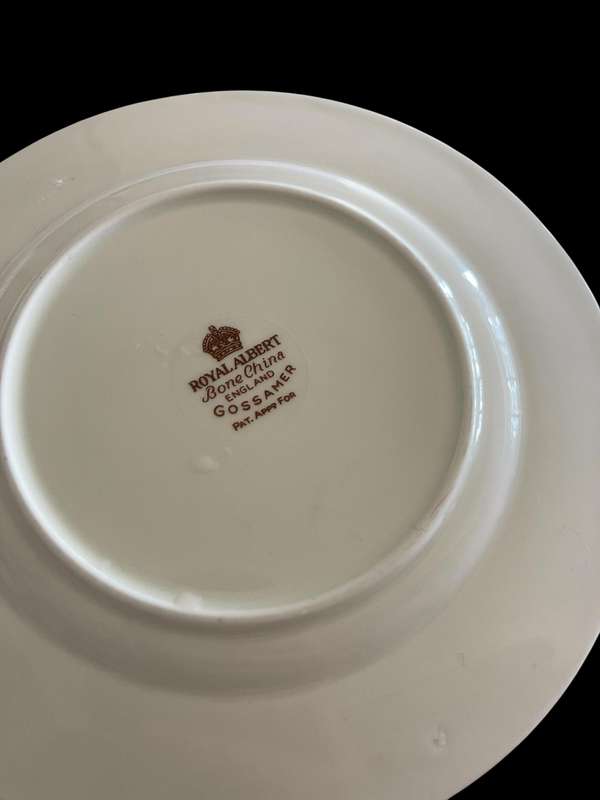 ROYAL ALBERT
Bone China
ENGLAND
GOSSAMER
PAT. APPD FOR